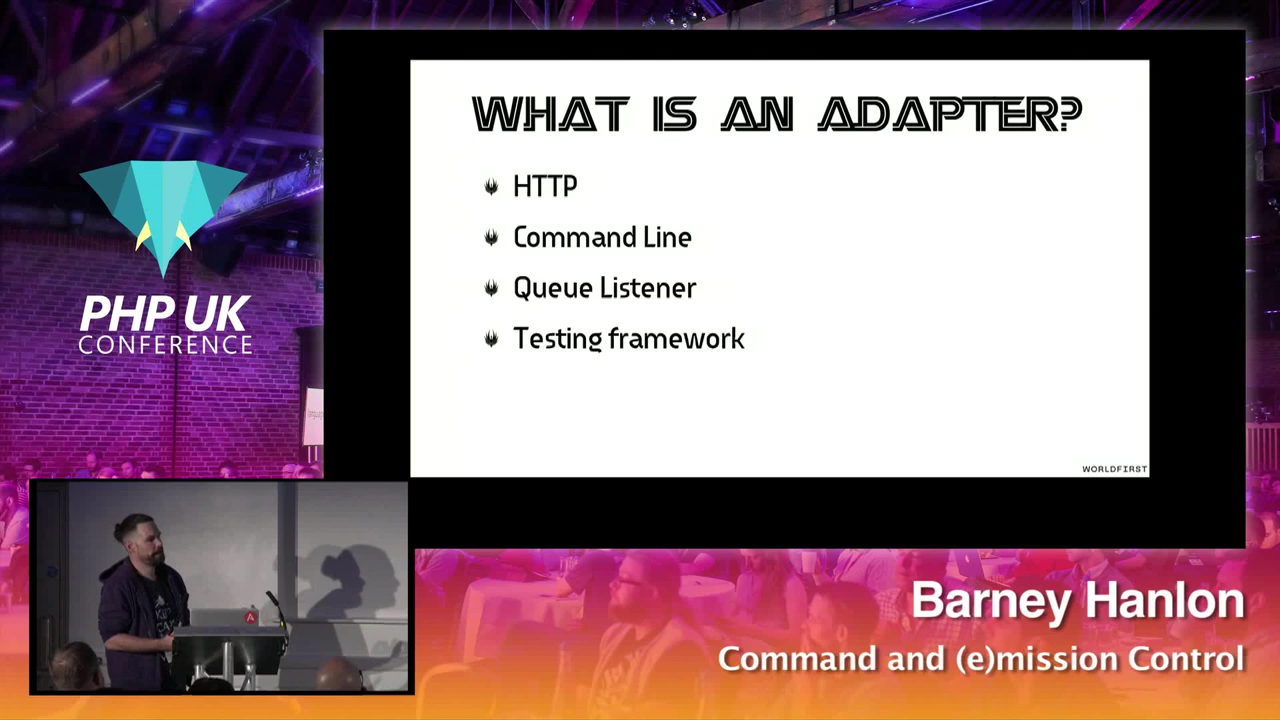 WHAT IS AN ADAPTER?
HTTP
Command Line
Queue Listener
Testing framework
WORLDFIRST
PHP UK
CONFERENCE
Barney Hanlon
Command and (e)mission Control